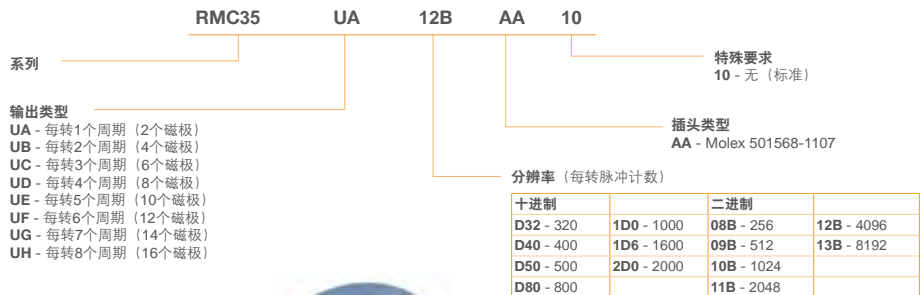 RMC35 UA 12B AA 10
系列
特殊要求
10 - 无（标准）
输出类型
UA - 每转1个周期（2个磁极）
UB - 每转2个周期（4个磁极）
UC - 每转3个周期（6个磁极）
UD - 每转4个周期（8个磁极）
UE - 每转5个周期（10个磁极）
UF - 每转6个周期（12个磁极）
UG - 每转7个周期（14个磁极）
UH - 每转8个周期（16个磁极）
插头类型
AA - Molex 501568-1107
分辨率（每转脉冲计数）
十进制 二进制
D32 - 320 1D0 - 1000 08B - 256 12B - 4096
D40 - 400 1D6 - 1600 09B - 512 13B - 8192
D50 - 500 2D0 - 2000 10B - 1024
D80 - 800 11B - 2048